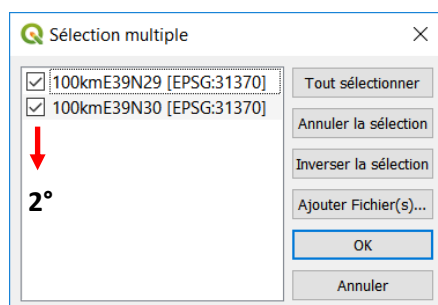 Sélection multiple
100kmE39N29 [EPSG:31370]
100kmE39N30 [EPSG:31370]
2°
Tout sélectionner
Annuler la sélection
Inverser la sélection
Ajouter Fichier(s)...
OK
Annuler